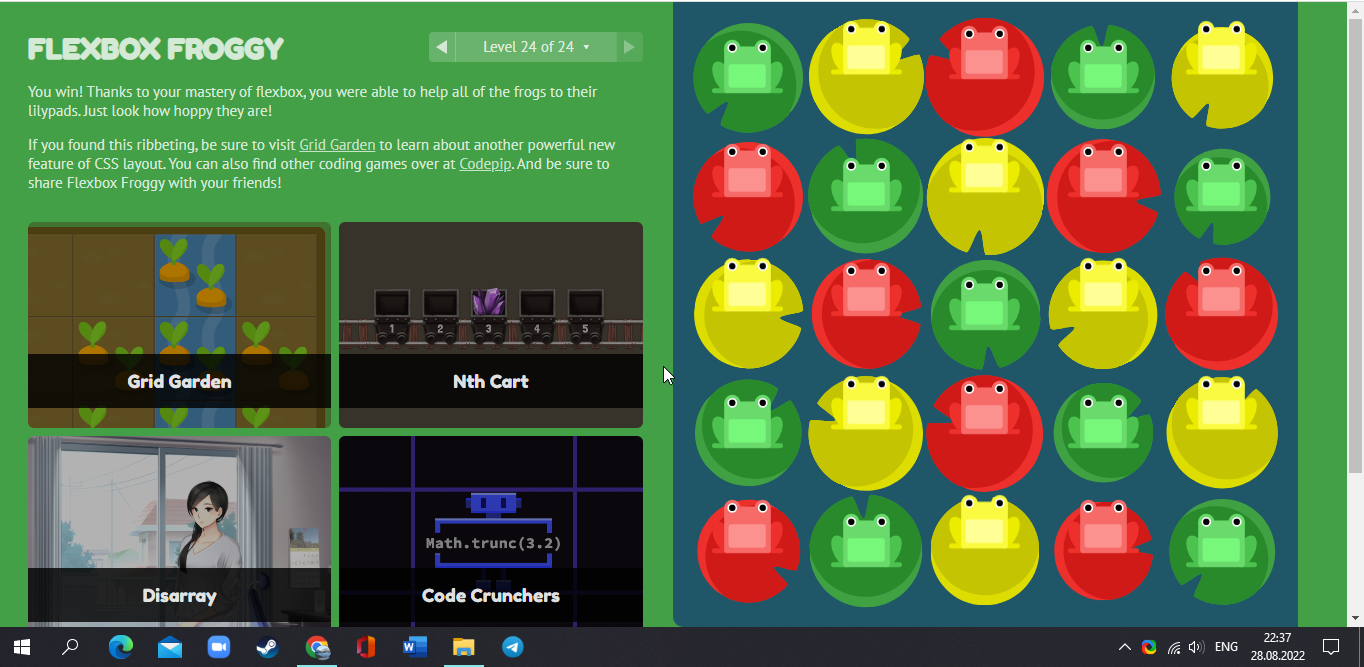 FLEXBOX FROGGY
Level 24 of 24
You win! Thanks to your mastery of flexbox, you were able to help all of the frogs to their
lilypads. Just look how hoppy they are!
If you found this ribbeting, be sure to visit Grid Garden to learn about another powerful new
feature of CSS layout. You can also find other coding games over at Codepip. And be sure to
share Flexbox Froggy with your friends!
Grid Garden
1 2 3 4 5
Nth Cart
Disarray
Math.trunc(3.2)
Code Crunchers
ENG
22:37
28.08.2022